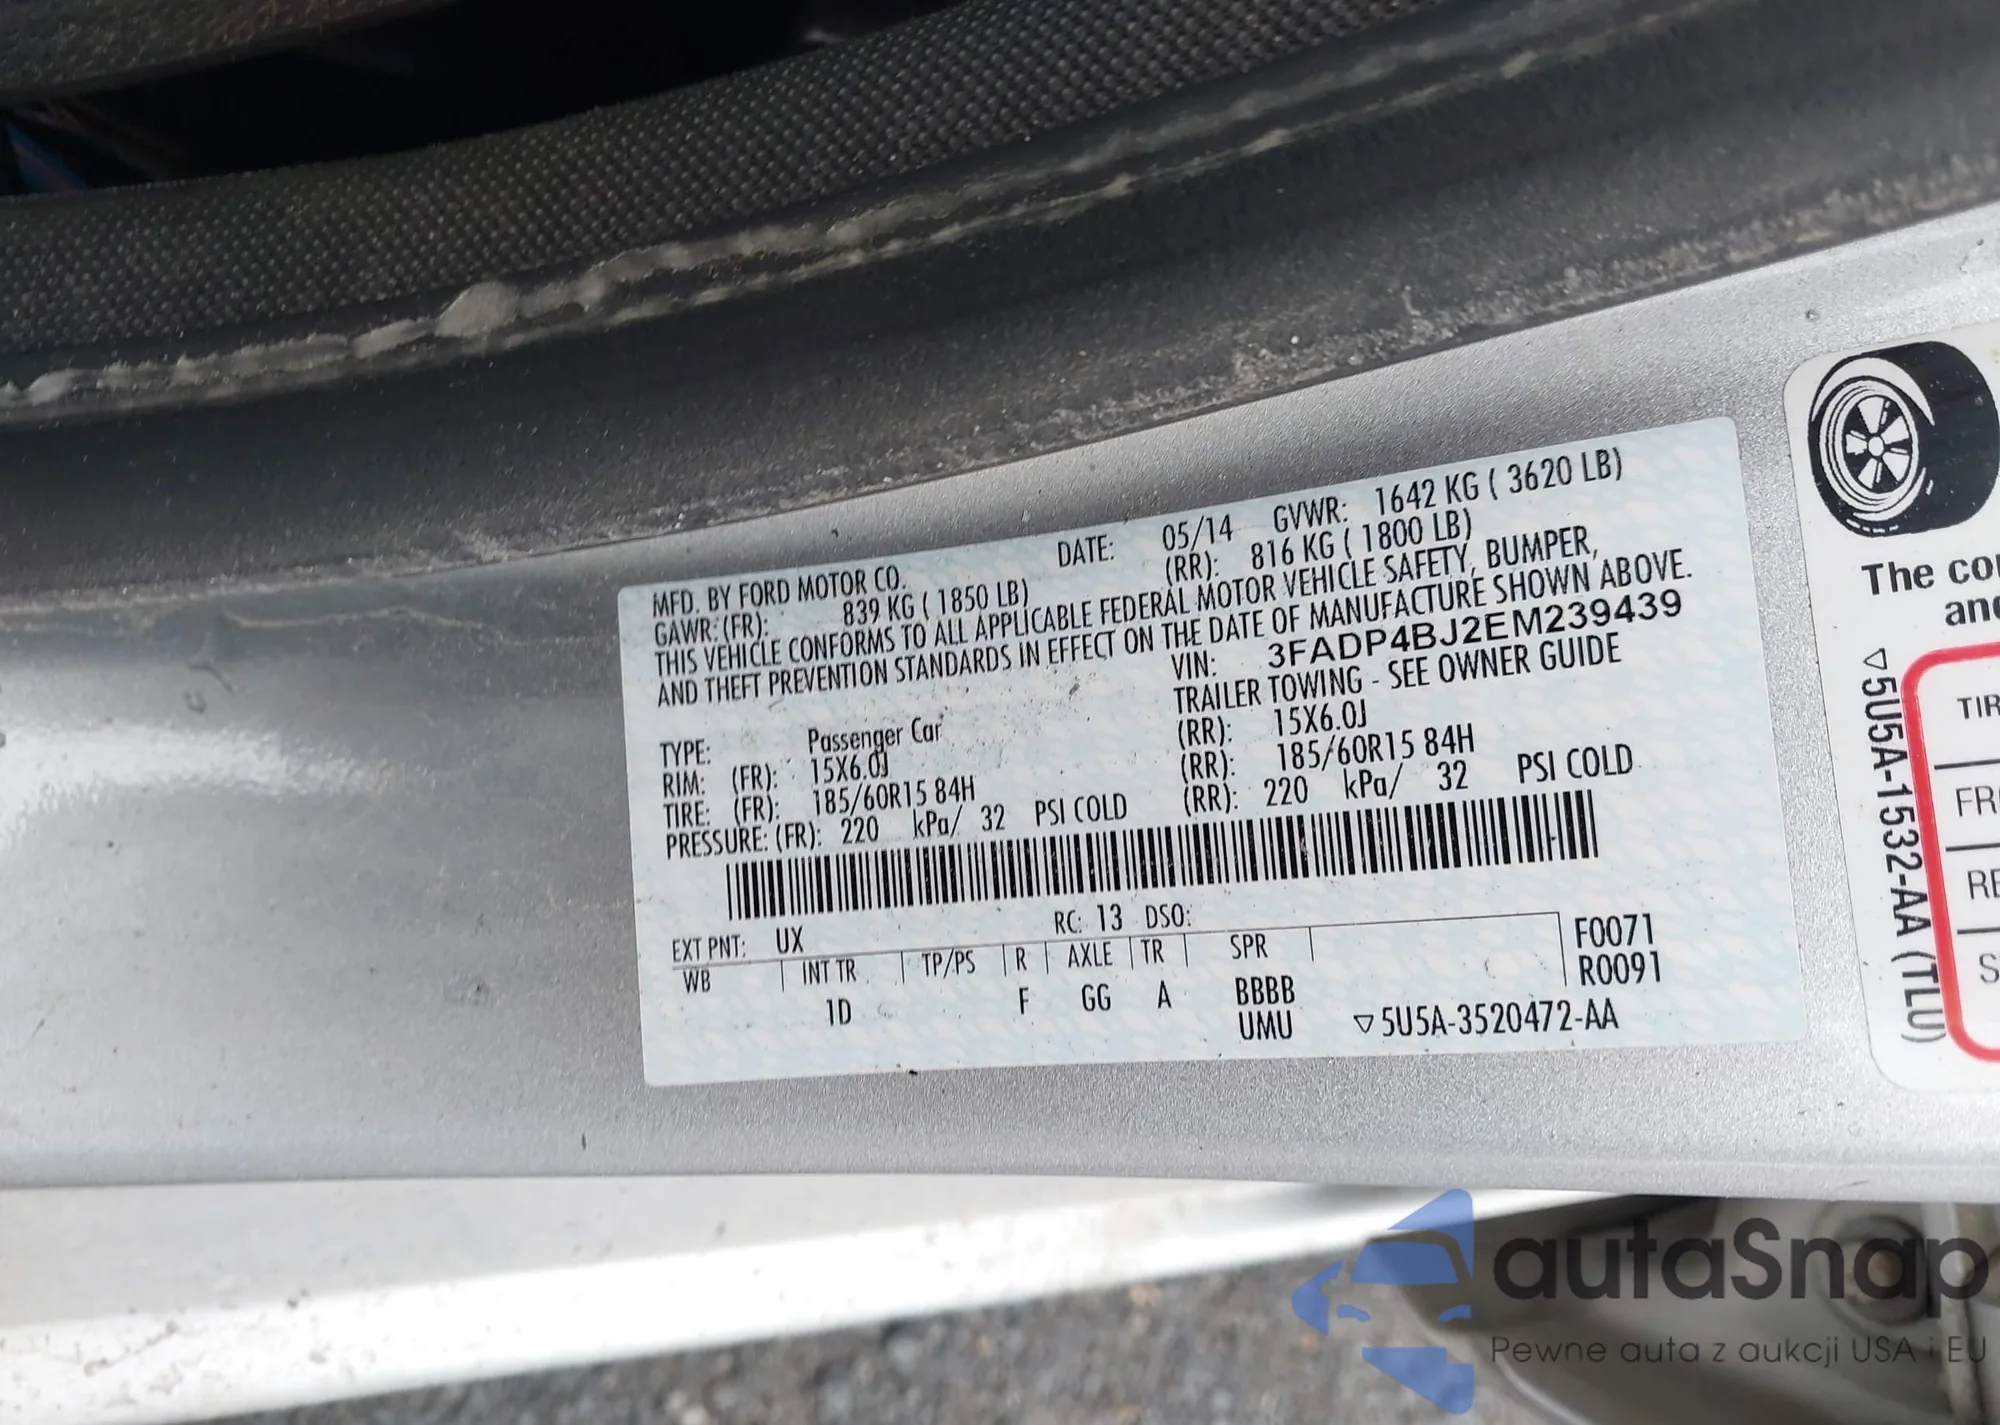 MFD. BY FORD MOTOR CO. DATE: 05/14 GVWR: 1642 KG ( 3620 LB)
GAWR: (FR): 839 KG ( 1850 LB) (RR): 816 KG ( 1800 LB)
THIS VEHICLE CONFORMS TO ALL APPLICABLE FEDERAL MOTOR VEHICLE SAFETY, BUMPER,
AND THEFT PREVENTION STANDARDS IN EFFECT ON THE DATE OF MANUFACTURE SHOWN ABOVE.
VIN: 3FADP4BJ2EM239439
TYPE: Passenger Car TRAILER TOWING - SEE OWNER GUIDE
RIM: (FR): 15X6.0J (RR): 15X6.0J
TIRE: (FR): 185/60R15 84H (RR): 185/60R15 84H
PRESSURE: (FR): 220 kPa/ 32 PSI COLD (RR): 220 kPa/ 32 PSI COLD
EXT PNT: UX RC: 13 DSO: F0071
WB INT TR TP/PS R AXLE TR SPR R0091
1D F GG A BBBB
UMU ▽5U5A-3520472-AA
The co
and
▽5U5A-1532-AA (TLU)
TIR
FR
RE
S
autaSnap
Pewne auta z aukcji USA i EU